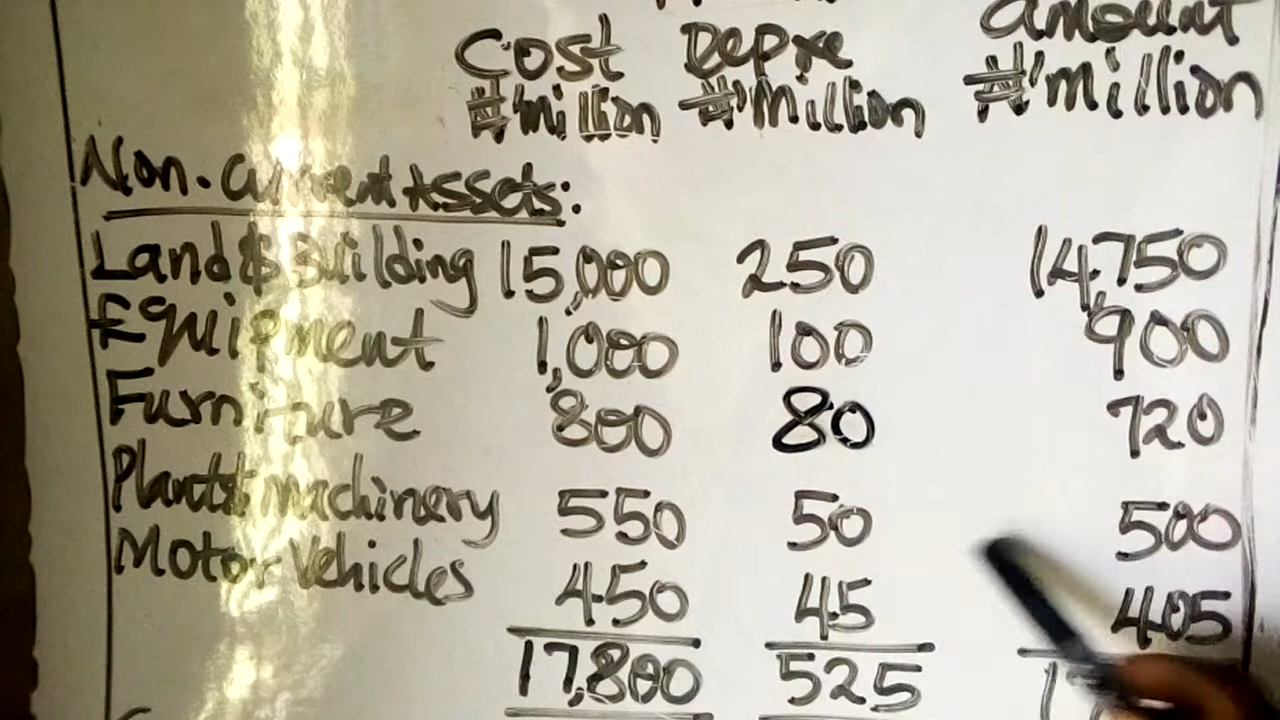 Amount
Cost Depre
₦'million ₦'million ₦'million
Non-Current Assets:
Land & Building 15,000 250 14,750
Equipment 1,000 100 900
Furniture 800 80 720
Plant & machinery 550 50 500
Motor Vehicles 450 45 405
17,800 525